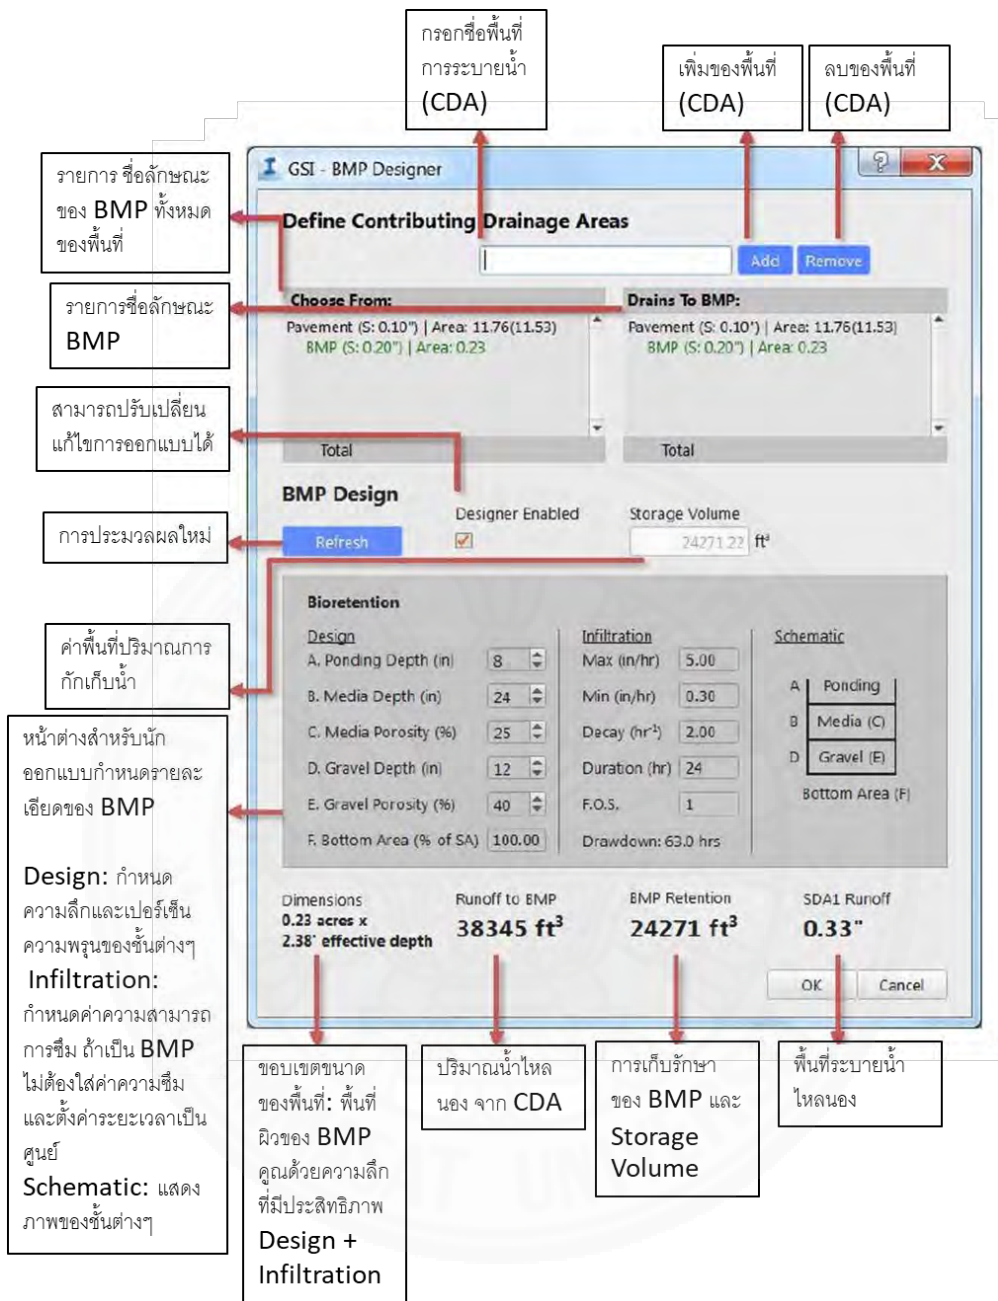 กรอกชื่อพื้นที่
การระบายน้ำ
(CDA)
เพิ่มของพื้นที่
(CDA)
ลบของพื้นที่
(CDA)
รายการ ชื่อลักษณะ
ของ BMP ทั้งหมด
ของพื้นที่
รายการชื่อลักษณะ
BMP
สามารถปรับเปลี่ยน
แก้ไขการออกแบบได้
การประมวลผลใหม่
ค่าพื้นที่ปริมาณการ
กักเก็บน้ำ
หน้าต่างสำหรับนัก
ออกแบบกำหนดรายละ
เอียดของ BMP
Design: กำหนด
ความลึกและเปอร์เซ็น
ความพรุนของชั้นต่างๆ
Infiltration:
กำหนดค่าความสามารถ
การซึม ถ้าเป็น BMP
ไม่ต้องใส่ค่าความซึม
และตั้งค่าระยะเวลาเป็น
ศูนย์
Schematic: แสดง
ภาพของชั้นต่างๆ
GSI - BMP Designer
Define Contributing Drainage Areas
Add Remove
Choose From:
Pavement (S: 0.10") | Area: 11.76(11.53)
BMP (S: 0.20") | Area: 0.23
Total
Drains To BMP:
Pavement (S: 0.10") | Area: 11.76(11.53)
BMP (S: 0.20") | Area: 0.23
Total
BMP Design
Refresh
Designer Enabled
Storage Volume
24271.22 ft³
Bioretention
Design
A. Ponding Depth (in) 8
B. Media Depth (in) 24
C. Media Porosity (%) 25
D. Gravel Depth (in) 12
E. Gravel Porosity (%) 40
F. Bottom Area (% of SA) 100.00
Infiltration
Max (in/hr) 5.00
Min (in/hr) 0.30
Decay (hr⁻¹) 2.00
Duration (hr) 24
F.O.S. 1
Drawdown: 63.0 hrs
Schematic
A Ponding
B Media (C)
D Gravel (E)
Bottom Area (F)
Dimensions
0.23 acres x
2.38' effective depth
Runoff to BMP
38345 ft³
BMP Retention
24271 ft³
SDA1 Runoff
0.33"
OK Cancel
ขอบเขตขนาด
ของพื้นที่: พื้นที่
ผิวของ BMP
คูณด้วยความลึก
ที่มีประสิทธิภาพ
Design +
Infiltration
ปริมาณน้ำไหล
นอง จาก CDA
การเก็บรักษา
ของ BMP และ
Storage
Volume
พื้นที่ระบายน้ำ
ไหลนอง